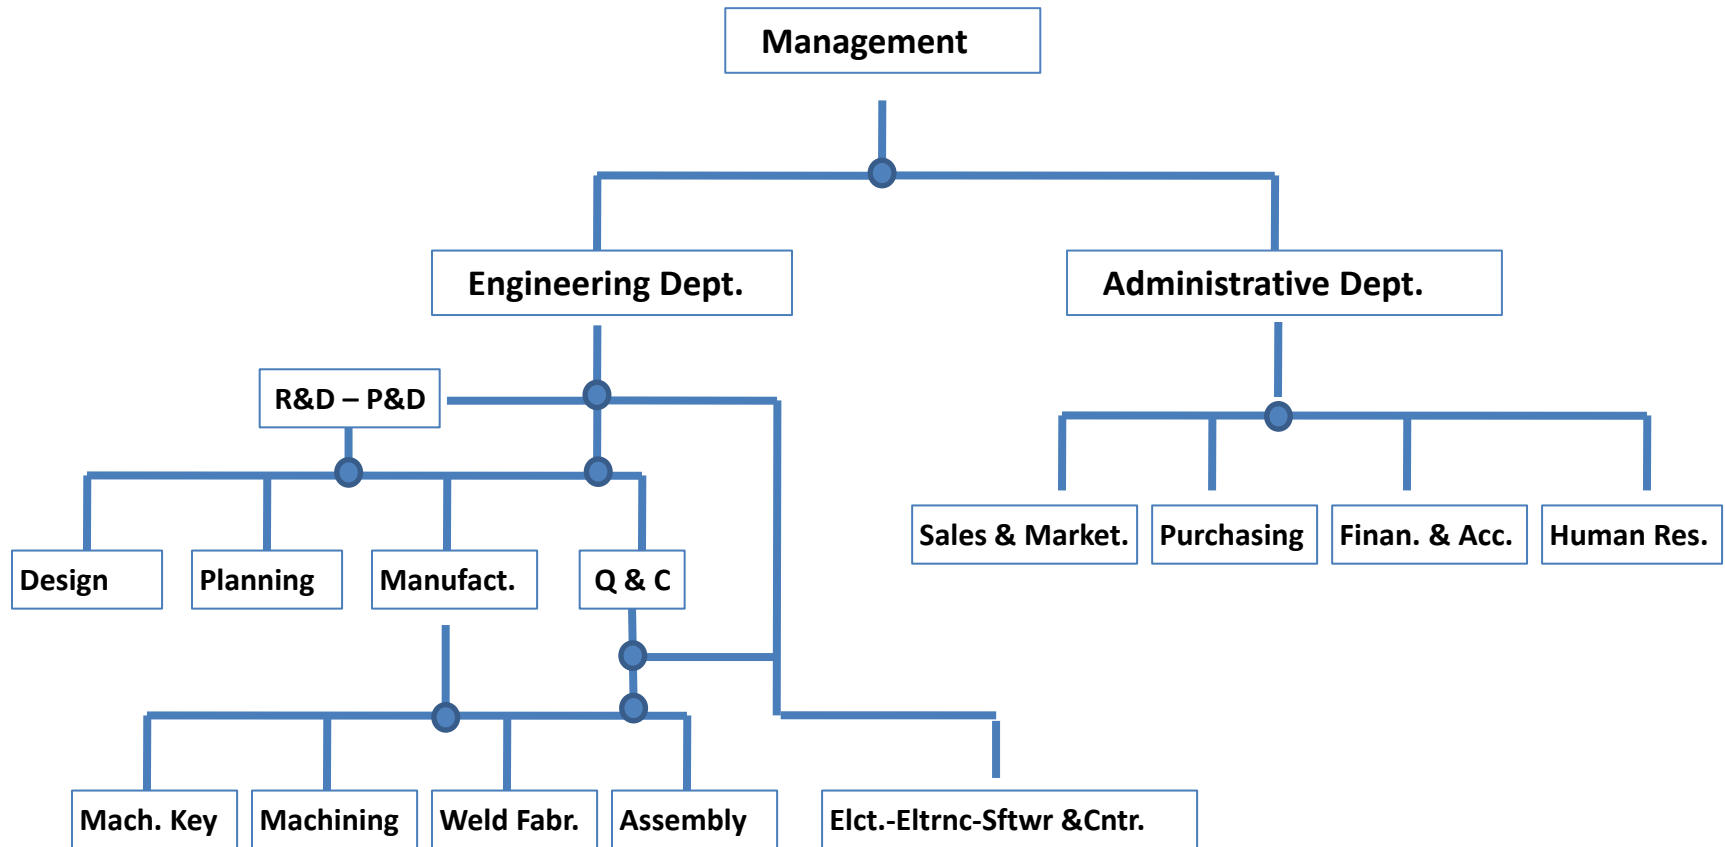 Management
Engineering Dept.
Administrative Dept.
R&D – P&D
Sales & Market.
Purchasing
Finan. & Acc.
Human Res.
Design
Planning
Manufact.
Q & C
Mach. Key
Machining
Weld Fabr.
Assembly
Elct.-Eltrnc-Sftwr &Cntr.